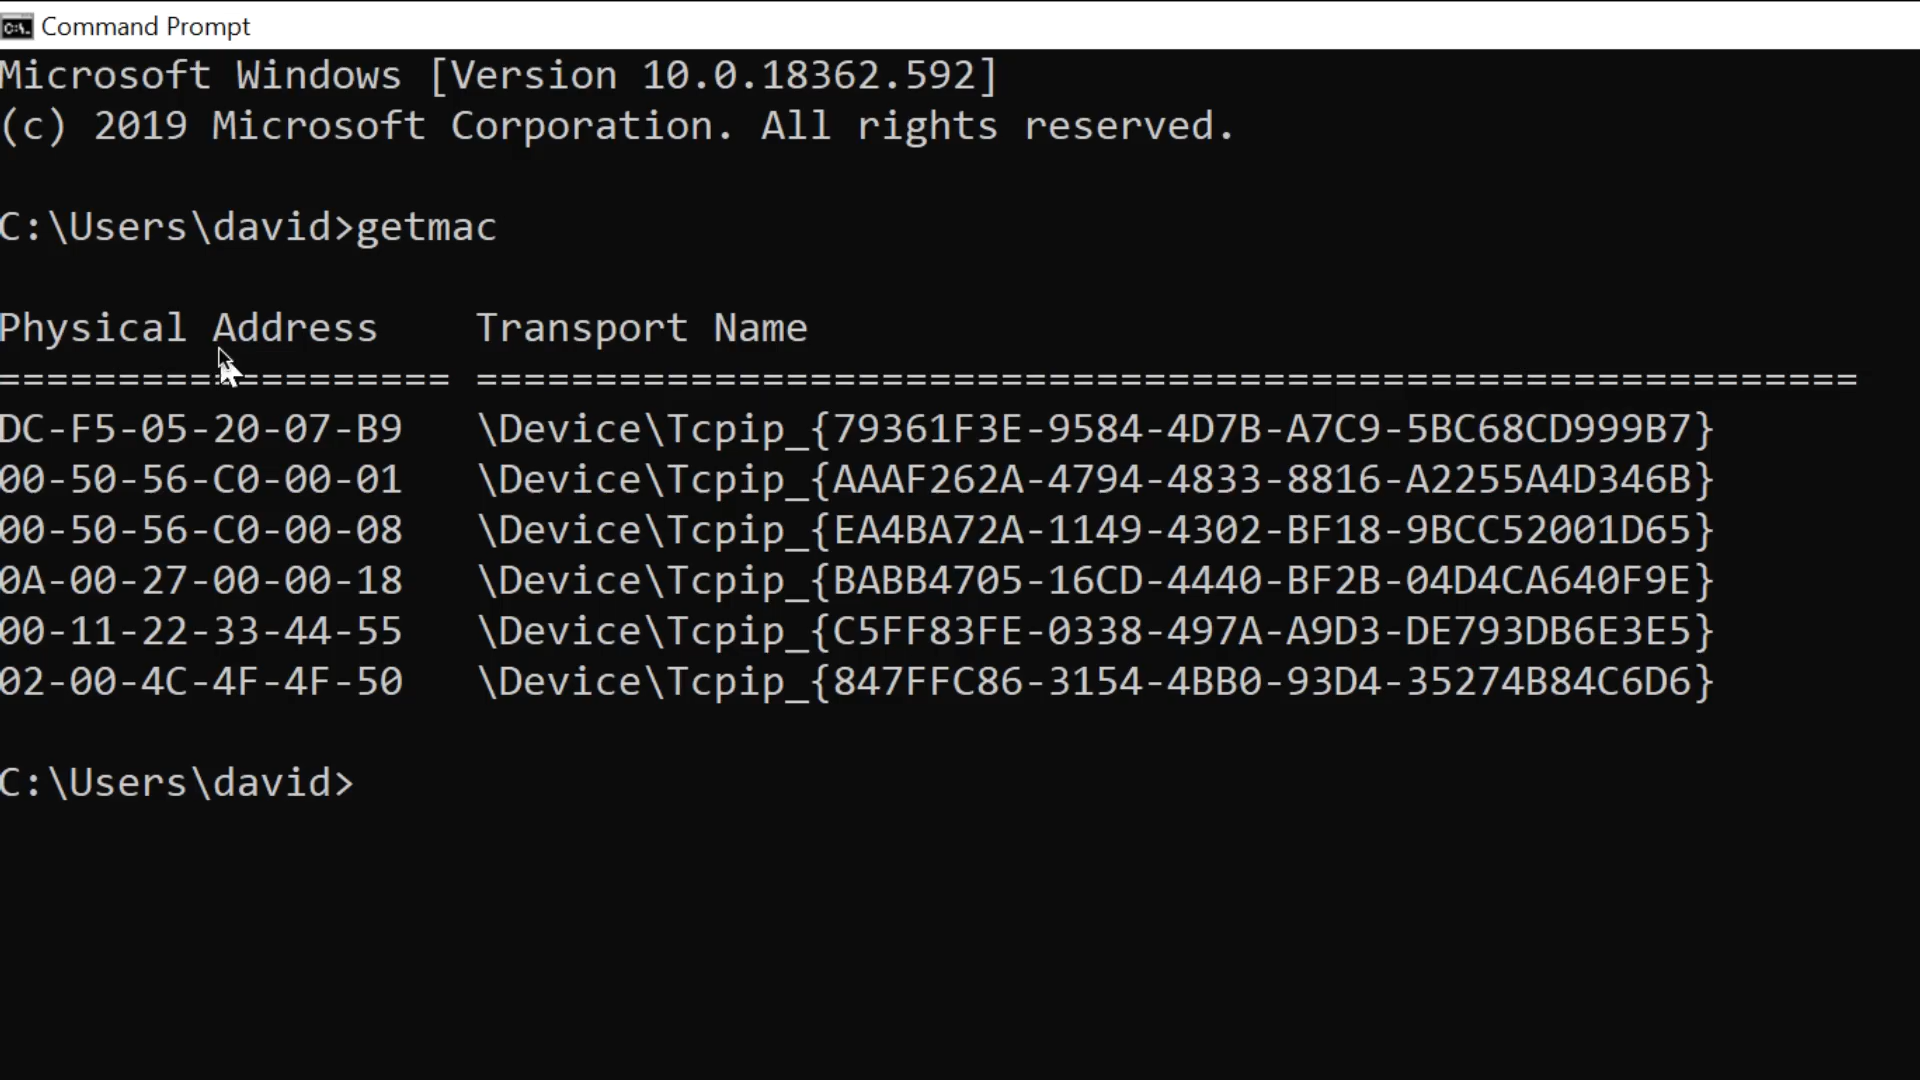 Command Prompt
Microsoft Windows [Version 10.0.18362.592]
(c) 2019 Microsoft Corporation. All rights reserved.
C:\Users\david>getmac
Physical Address    Transport Name
=================== ==========================================================
DC-F5-05-20-07-B9   \Device\Tcpip_{79361F3E-9584-4D7B-A7C9-5BC68CD999B7}
00-50-56-C0-00-01   \Device\Tcpip_{AAAF262A-4794-4833-8816-A2255A4D346B}
00-50-56-C0-00-08   \Device\Tcpip_{EA4BA72A-1149-4302-BF18-9BCC52001D65}
0A-00-27-00-00-18   \Device\Tcpip_{BABB4705-16CD-4440-BF2B-04D4CA640F9E}
00-11-22-33-44-55   \Device\Tcpip_{C5FF83FE-0338-497A-A9D3-DE793DB6E3E5}
02-00-4C-4F-4F-50   \Device\Tcpip_{847FFC86-3154-4BB0-93D4-35274B84C6D6}
C:\Users\david>